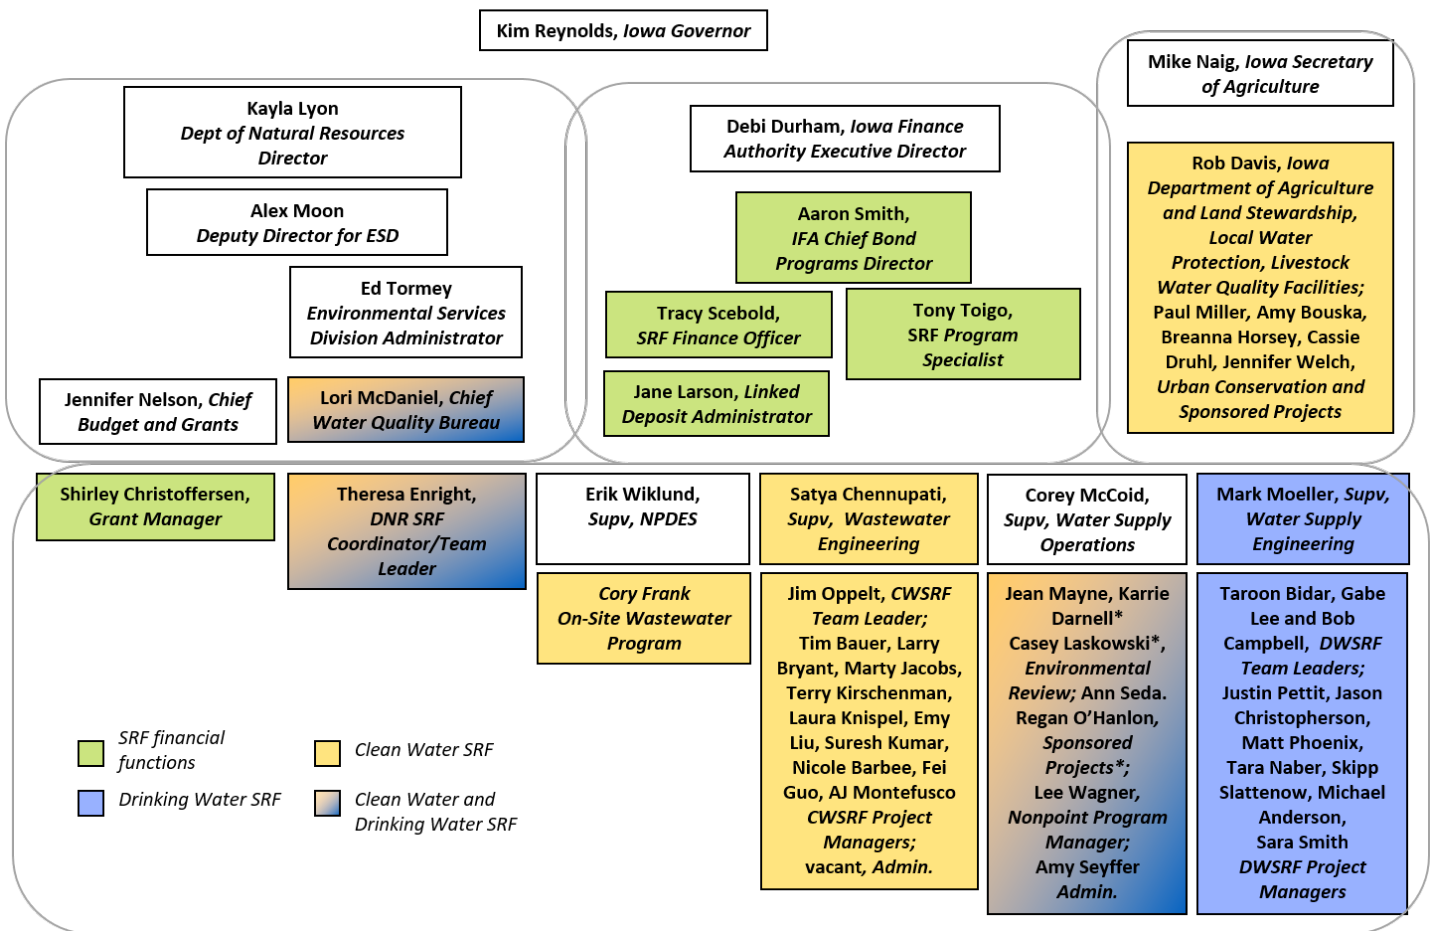 Kim Reynolds, Iowa Governor
Kayla Lyon
Dept of Natural Resources
Director
Alex Moon
Deputy Director for ESD
Ed Tormey
Environmental Services
Division Administrator
Jennifer Nelson, Chief
Budget and Grants
Lori McDaniel, Chief
Water Quality Bureau
Debi Durham, Iowa Finance
Authority Executive Director
Aaron Smith,
IFA Chief Bond
Programs Director
Tracy Scebold,
SRF Finance Officer
Tony Toigo,
SRF Program
Specialist
Jane Larson, Linked
Deposit Administrator
Mike Naig, Iowa Secretary
of Agriculture
Rob Davis, Iowa
Department of Agriculture
and Land Stewardship,
Local Water
Protection, Livestock
Water Quality Facilities;
Paul Miller, Amy Bouska,
Breanna Horsey, Cassie
Druhl, Jennifer Welch,
Urban Conservation and
Sponsored Projects
Shirley Christoffersen,
Grant Manager
Theresa Enright,
DNR SRF
Coordinator/Team
Leader
Erik Wiklund,
Supv, NPDES
Cory Frank
On-Site Wastewater
Program
Satya Chennupati,
Supv, Wastewater
Engineering
Jim Oppelt, CWSRF
Team Leader;
Tim Bauer, Larry
Bryant, Marty Jacobs,
Terry Kirschenman,
Laura Knispel, Emy
Liu, Suresh Kumar,
Nicole Barbee, Fei
Guo, AJ Montefusco
CWSRF Project
Managers;
vacant, Admin.
Corey McCoid,
Supv, Water Supply
Operations
Jean Mayne, Karrie
Darnell*
Casey Laskowski*,
Environmental
Review; Ann Seda.
Regan O’Hanlon,
Sponsored
Projects*;
Lee Wagner,
Nonpoint Program
Manager;
Amy Seyffer
Admin.
Mark Moeller, Supv,
Water Supply
Engineering
Taroon Bidar, Gabe
Lee and Bob
Campbell, DWSRF
Team Leaders;
Justin Pettit, Jason
Christopherson,
Matt Phoenix,
Tara Naber, Skipp
Slattenow, Michael
Anderson,
Sara Smith
DWSRF Project
Managers
SRF financial
functions
Clean Water SRF
Drinking Water SRF
Clean Water and
Drinking Water SRF